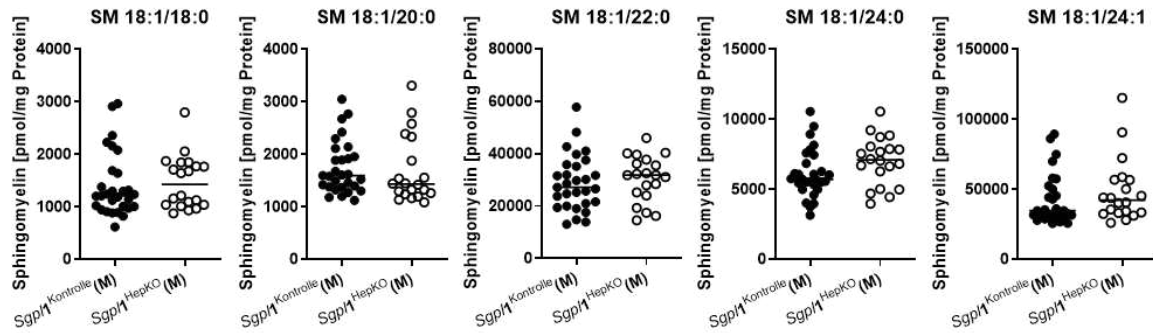 SM 18:1/18:0
Sphingomyelin [pmol/mg Protein]
4000
3000
2000
1000
0
Sgpl1Kontrolle (M)
Sgpl1HepKO (M)
SM 18:1/20:0
Sphingomyelin [pmol/mg Protein]
4000
3000
2000
1000
0
Sgpl1Kontrolle (M)
Sgpl1HepKO (M)
SM 18:1/22:0
Sphingomyelin [pmol/mg Protein]
80000
60000
40000
20000
0
Sgpl1Kontrolle (M)
Sgpl1HepKO (M)
SM 18:1/24:0
Sphingomyelin [pmol/mg Protein]
15000
10000
5000
0
Sgpl1Kontrolle (M)
Sgpl1HepKO (M)
SM 18:1/24:1
Sphingomyelin [pmol/mg Protein]
150000
100000
50000
0
Sgpl1Kontrolle (M)
Sgpl1HepKO (M)